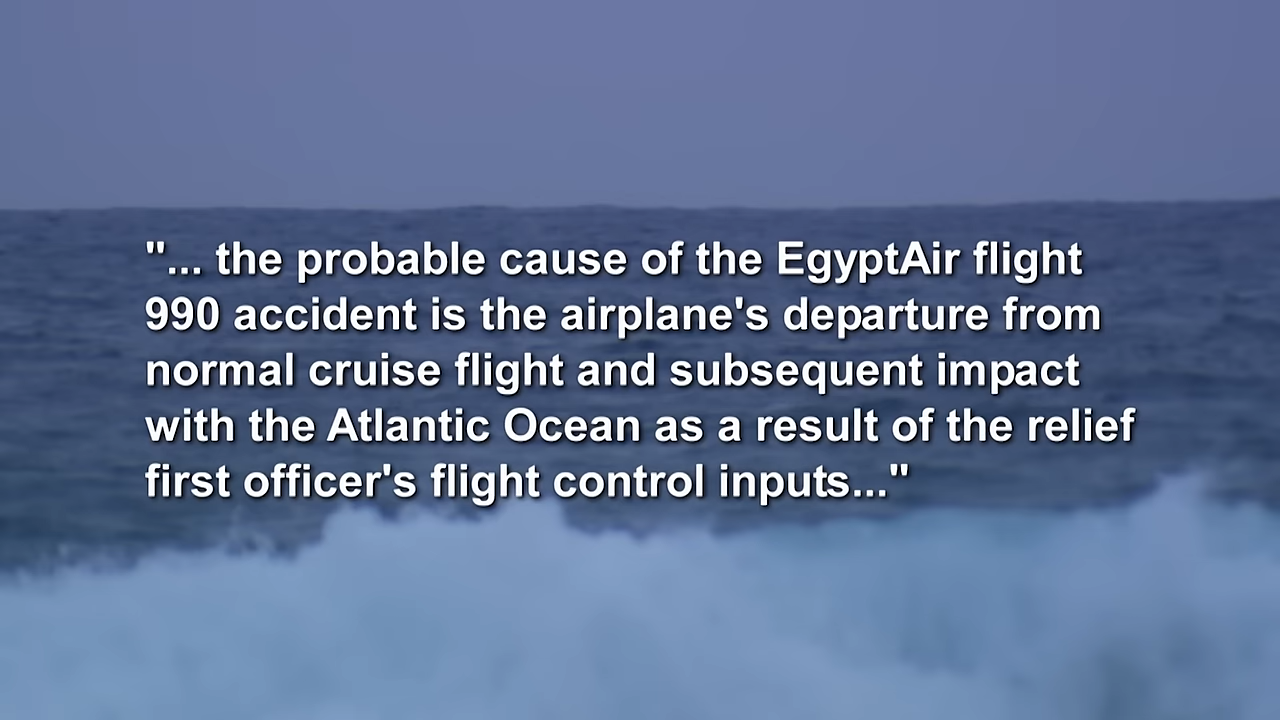 "... the probable cause of the EgyptAir flight
990 accident is the airplane's departure from
normal cruise flight and subsequent impact
with the Atlantic Ocean as a result of the relief
first officer's flight control inputs..."